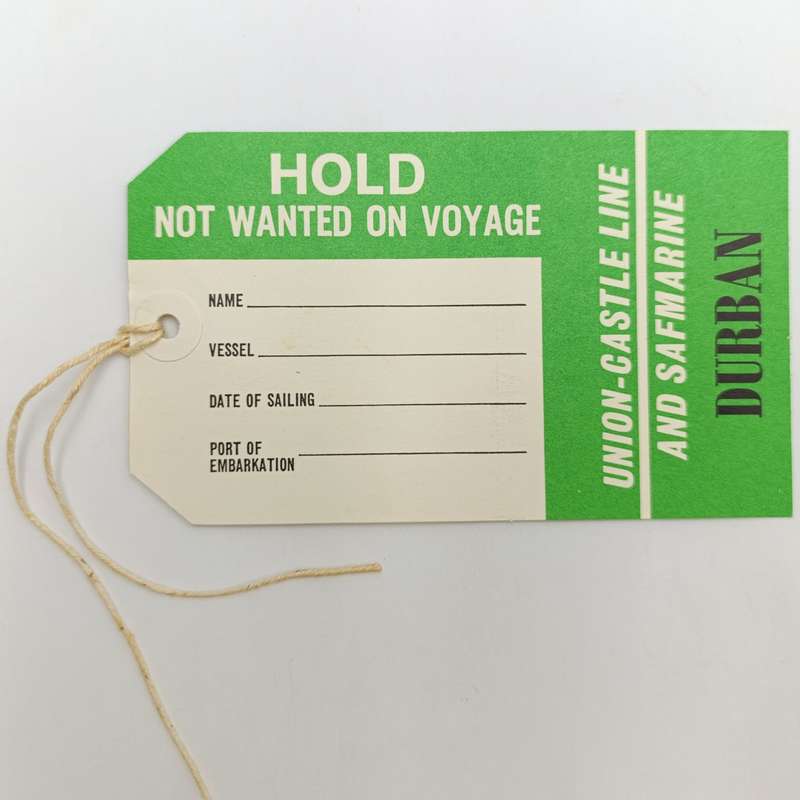 HOLD
NOT WANTED ON VOYAGE
NAME
VESSEL
DATE OF SAILING
PORT OF
EMBARKATION
UNION-CASTLE LINE
AND SAFMARINE
DURBAN